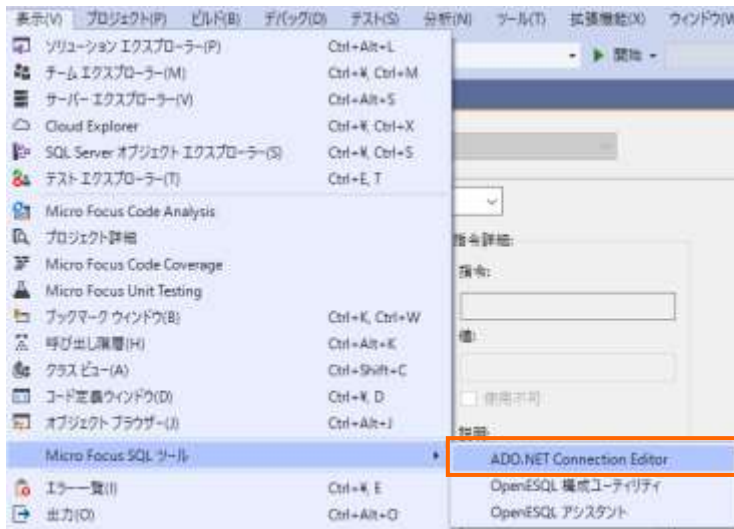 表示(V) プロジェクト(P) ビルド(B) デバッグ(D) テスト(S) 分析(N) ツール(T) 拡張機能(X) ウィンドウ(W
ソリューション エクスプローラー(P) Ctrl+Alt+L
開始
チーム エクスプローラー(M) Ctrl+¥, Ctrl+M
サーバー エクスプローラー(V) Ctrl+Alt+S
Cloud Explorer Ctrl+¥, Ctrl+X
SQL Server オブジェクト エクスプローラー(S) Ctrl+¥, Ctrl+S
テスト エクスプローラー(T) Ctrl+E, T
Micro Focus Code Analysis
プロジェクト詳細
指令詳細:
Micro Focus Code Coverage
指令:
Micro Focus Unit Testing
ブックマーク ウィンドウ(B) Ctrl+K, Ctrl+W
呼び出し階層(H) Ctrl+Alt+K
値:
クラス ビュー(A) Ctrl+Shift+C
コード定義ウィンドウ(D) Ctrl+¥, D
使用不可
オブジェクト ブラウザー(J) Ctrl+Alt+J
説明:
Micro Focus SQL ツール
ADO.NET Connection Editor
エラー一覧(I) Ctrl+¥, E
OpenESQL 構成ユーティリティ
出力(O) Ctrl+Alt+O
OpenESQL アシスタント